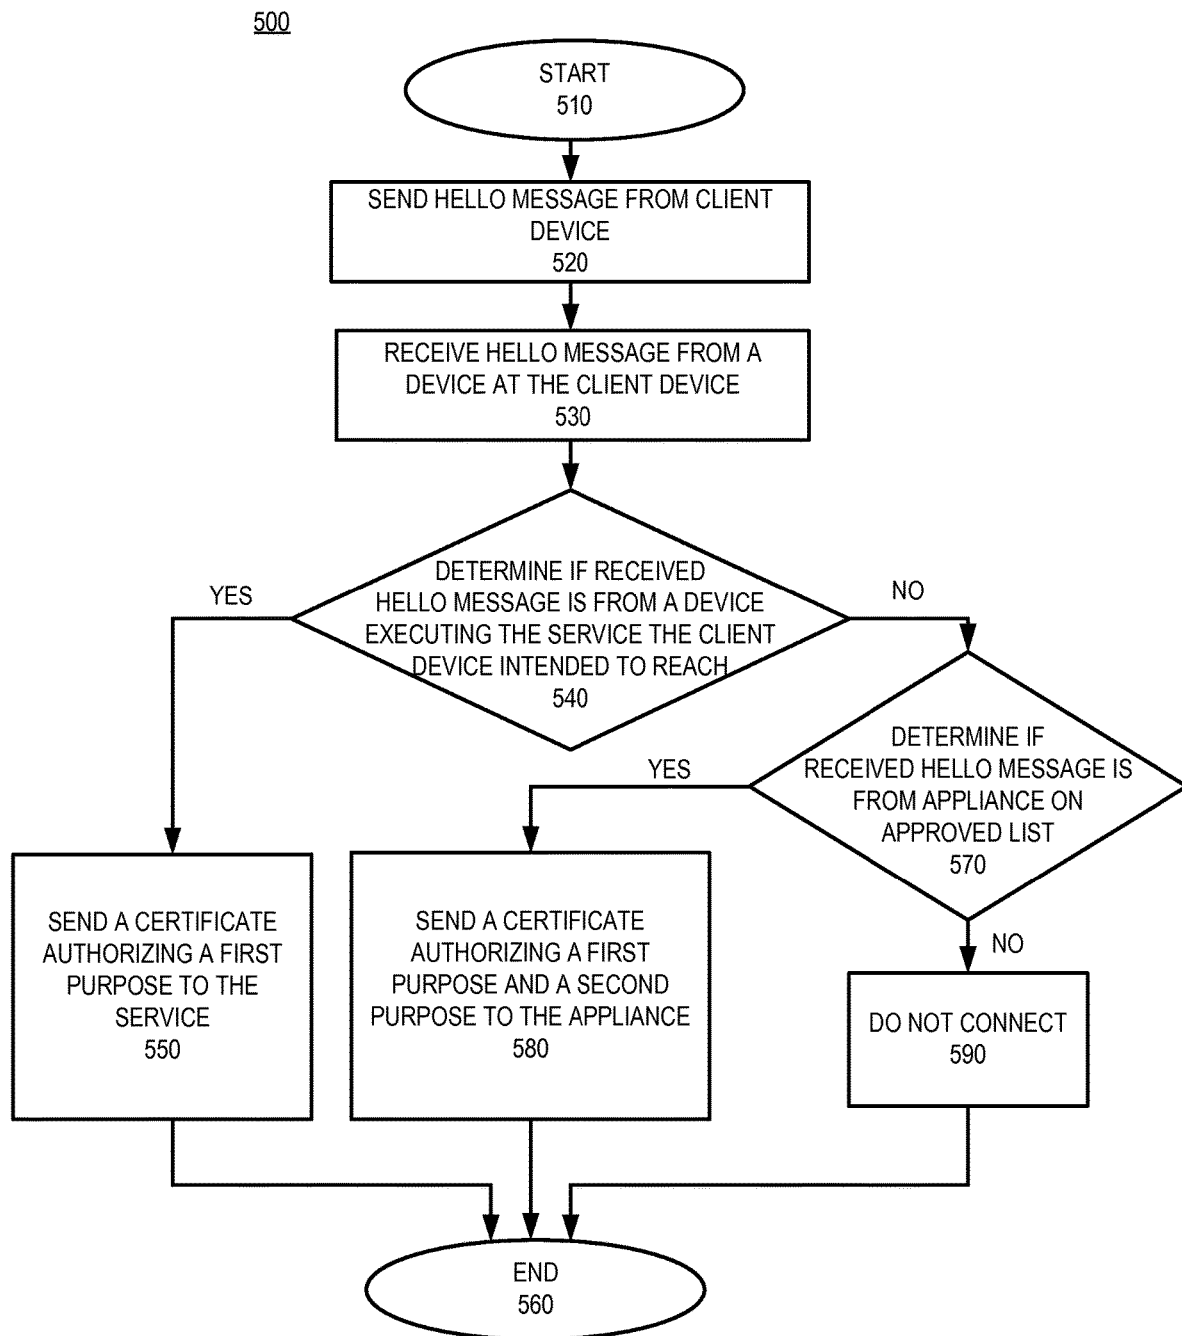 500
START
510
SEND HELLO MESSAGE FROM CLIENT
DEVICE
520
RECEIVE HELLO MESSAGE FROM A
DEVICE AT THE CLIENT DEVICE
530
DETERMINE IF RECEIVED
HELLO MESSAGE IS FROM A DEVICE
EXECUTING THE SERVICE THE CLIENT
DEVICE INTENDED TO REACH
540
YES
NO
DETERMINE IF
RECEIVED HELLO MESSAGE IS
FROM APPLIANCE ON
APPROVED LIST
570
YES
NO
SEND A CERTIFICATE
AUTHORIZING A FIRST
PURPOSE TO THE
SERVICE
550
SEND A CERTIFICATE
AUTHORIZING A FIRST
PURPOSE AND A SECOND
PURPOSE TO THE APPLIANCE
580
DO NOT CONNECT
590
END
560